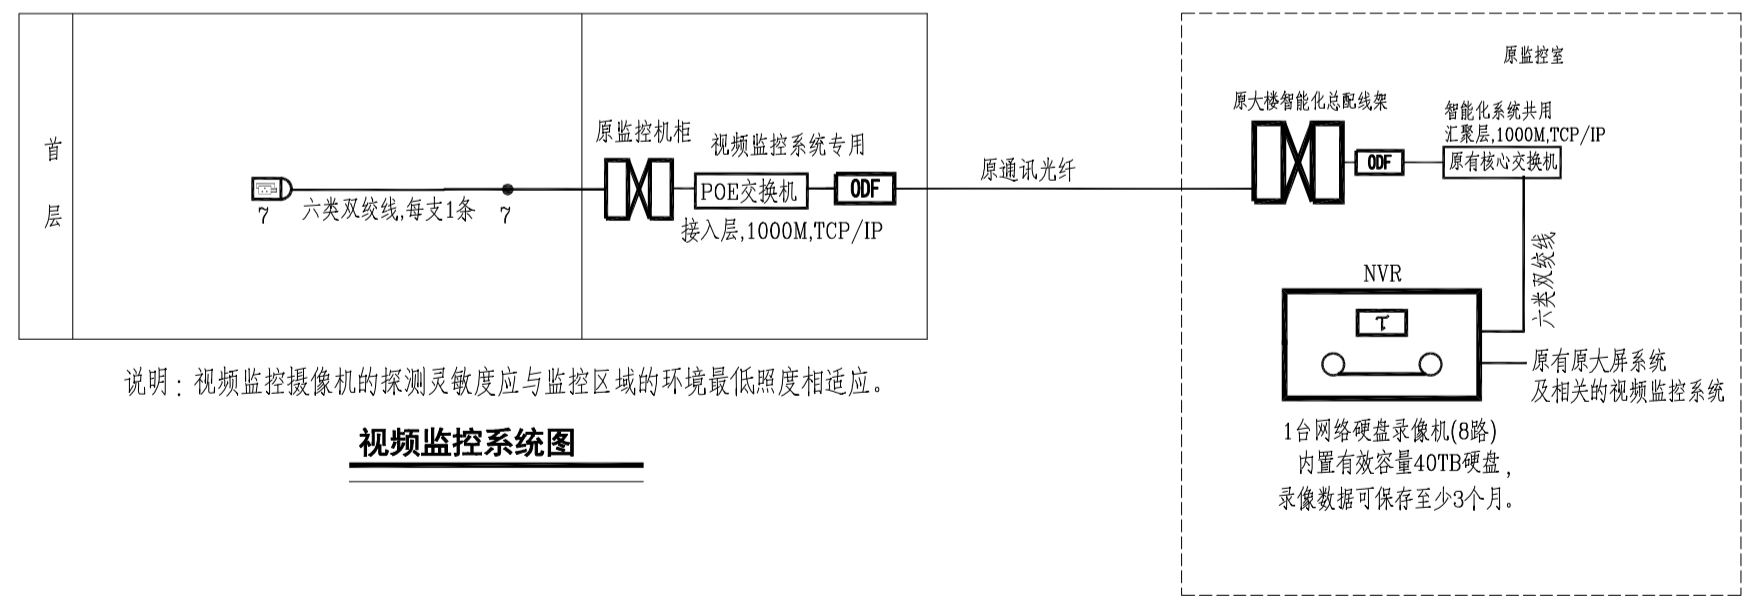 首
层
7
六类双绞线,每支1条
7
原监控机柜
视频监控系统专用
POE交换机
ODF
接入层,1000M,TCP/IP
原通讯光纤
原监控室
原大楼智能化总配线架
智能化系统共用
汇聚层,1000M,TCP/IP
ODF
原有核心交换机
六类双绞线
NVR
τ
原有原大屏系统
及相关的视频监控系统
1台网络硬盘录像机(8路)
内置有效容量40TB硬盘,
录像数据可保存至少3个月。
说明：视频监控摄像机的探测灵敏度应与监控区域的环境最低照度相适应。
视频监控系统图